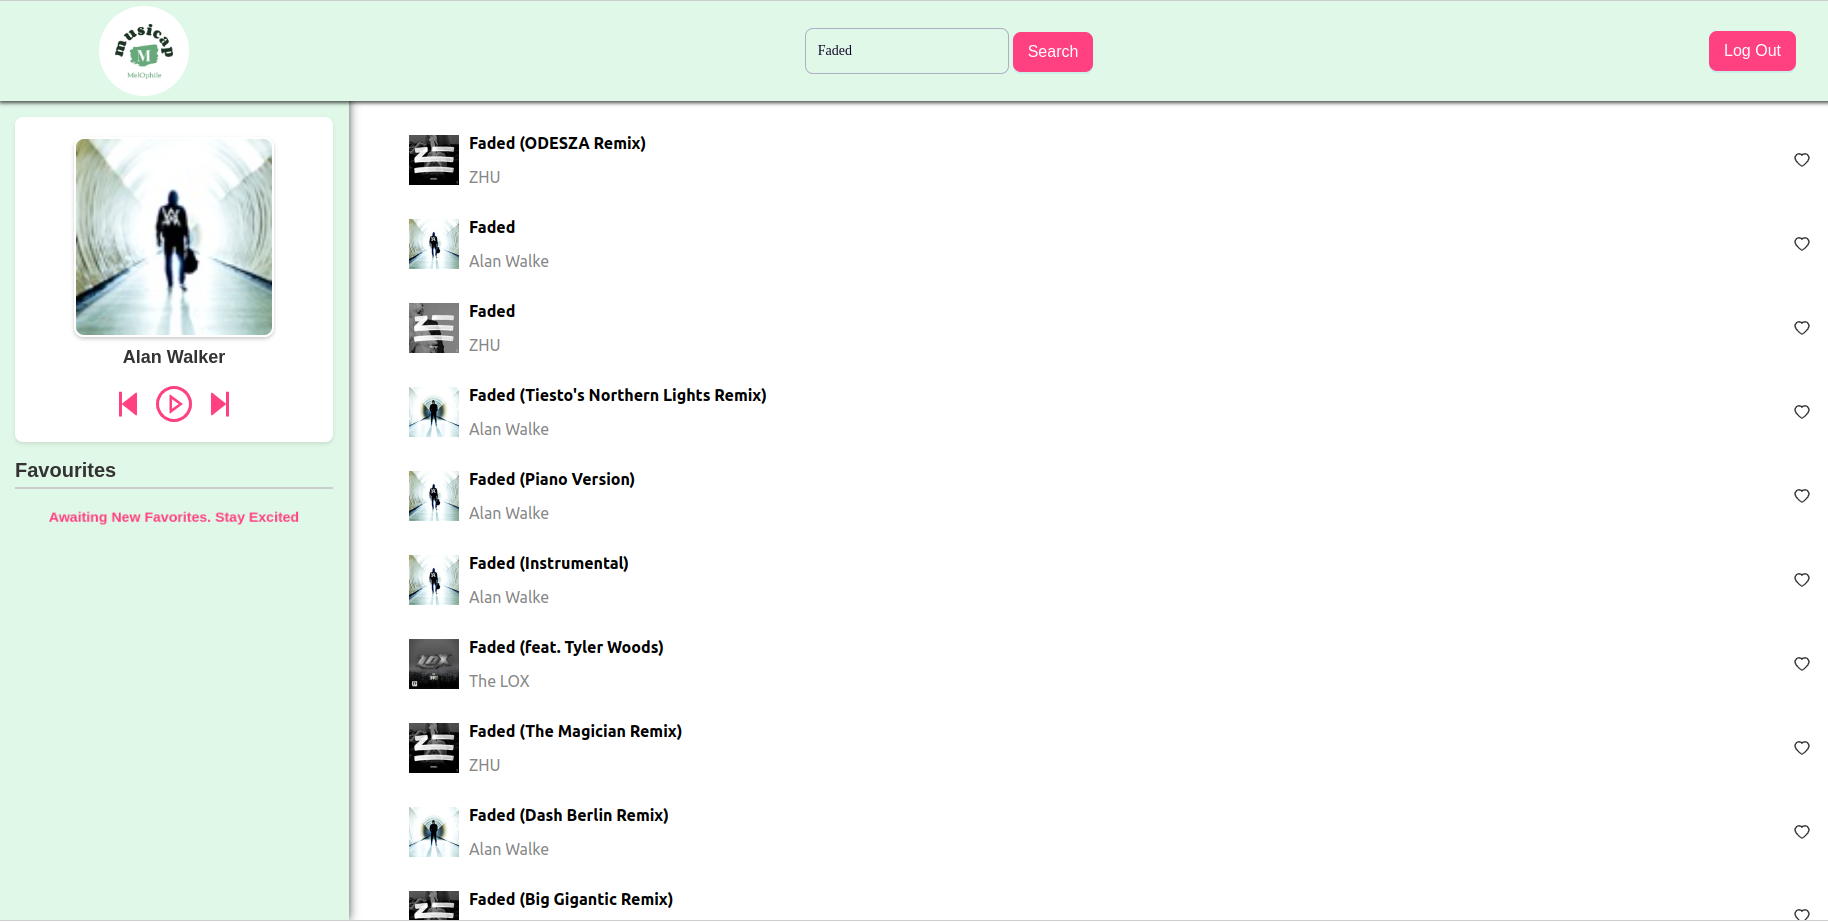 musicap
M
MelOphile
Faded
Search
Log Out
Alan Walker
Favourites
Awaiting New Favorites. Stay Excited
Faded (ODESZA Remix)
ZHU
Faded
Alan Walke
Faded
ZHU
Faded (Tiesto's Northern Lights Remix)
Alan Walke
Faded (Piano Version)
Alan Walke
Faded (Instrumental)
Alan Walke
Faded (feat. Tyler Woods)
The LOX
Faded (The Magician Remix)
ZHU
Faded (Dash Berlin Remix)
Alan Walke
Faded (Big Gigantic Remix)